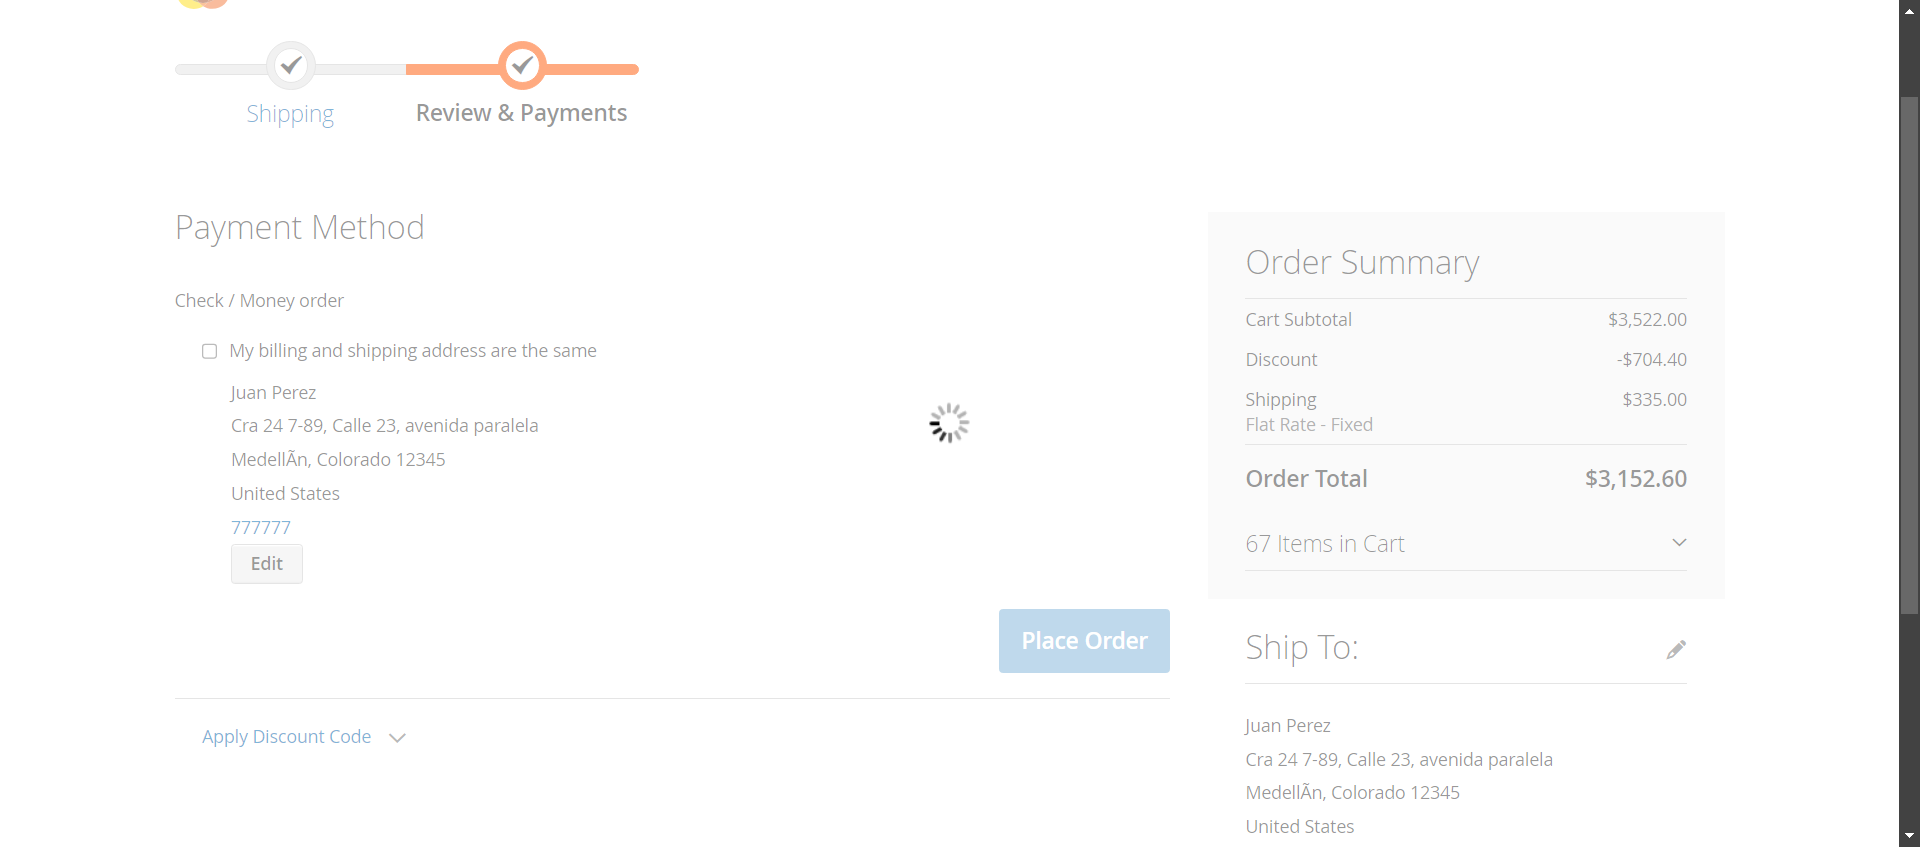 Shipping
Review & Payments
Payment Method
Check / Money order
My billing and shipping address are the same
Juan Perez
Cra 24 7-89, Calle 23, avenida paralela
MedellÃn, Colorado 12345
United States
777777
Edit
Place Order
Apply Discount Code
Order Summary
Cart Subtotal $3,522.00
Discount -$704.40
Shipping $335.00
Flat Rate - Fixed
Order Total $3,152.60
67 Items in Cart
Ship To:
Juan Perez
Cra 24 7-89, Calle 23, avenida paralela
MedellÃn, Colorado 12345
United States